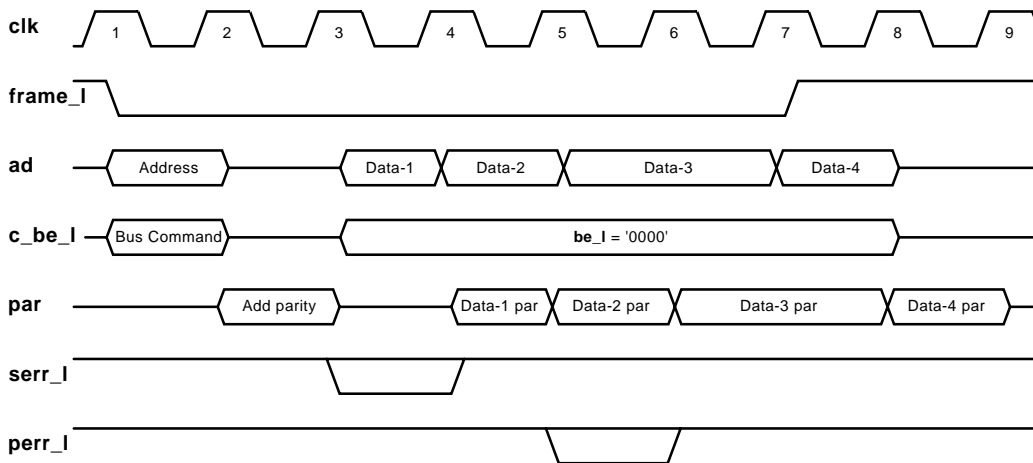 clk 1 2 3 4 5 6 7 8 9
frame_l
ad Address Data-1 Data-2 Data-3 Data-4
c_be_l Bus Command be_l = '0000'
par Add parity Data-1 par Data-2 par Data-3 par Data-4 par
serr_l
perr_l